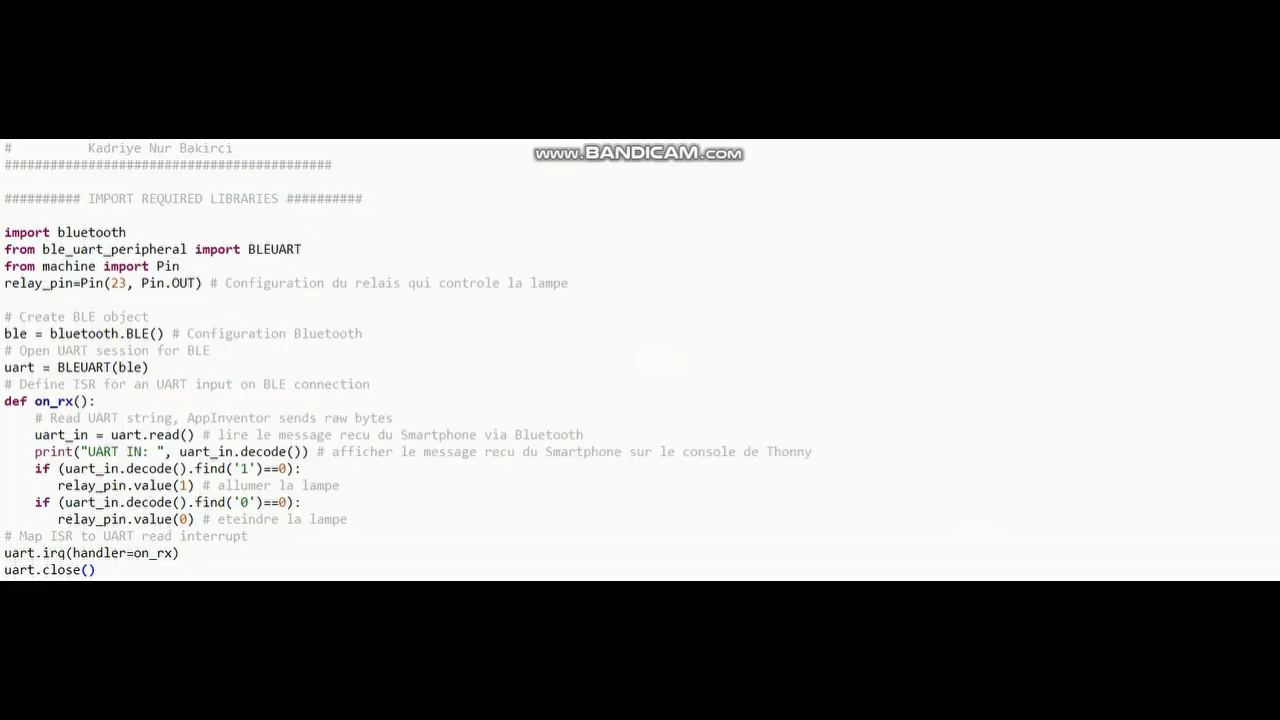 www.BANDICAM.com
#          Kadriye Nur Bakirci
###########################################

########## IMPORT REQUIRED LIBRARIES ##########

import bluetooth
from ble_uart_peripheral import BLEUART
from machine import Pin
relay_pin=Pin(23, Pin.OUT) # Configuration du relais qui controle la lampe

# Create BLE object
ble = bluetooth.BLE() # Configuration Bluetooth
# Open UART session for BLE
uart = BLEUART(ble)
# Define ISR for an UART input on BLE connection
def on_rx():
    # Read UART string, AppInventor sends raw bytes
    uart_in = uart.read() # lire le message recu du Smartphone via Bluetooth
    print("UART IN: ", uart_in.decode()) # afficher le message recu du Smartphone sur le console de Thonny
    if (uart_in.decode().find('1')==0):
       relay_pin.value(1) # allumer la lampe
    if (uart_in.decode().find('0')==0):
       relay_pin.value(0) # eteindre la lampe
# Map ISR to UART read interrupt
uart.irq(handler=on_rx)
uart.close()